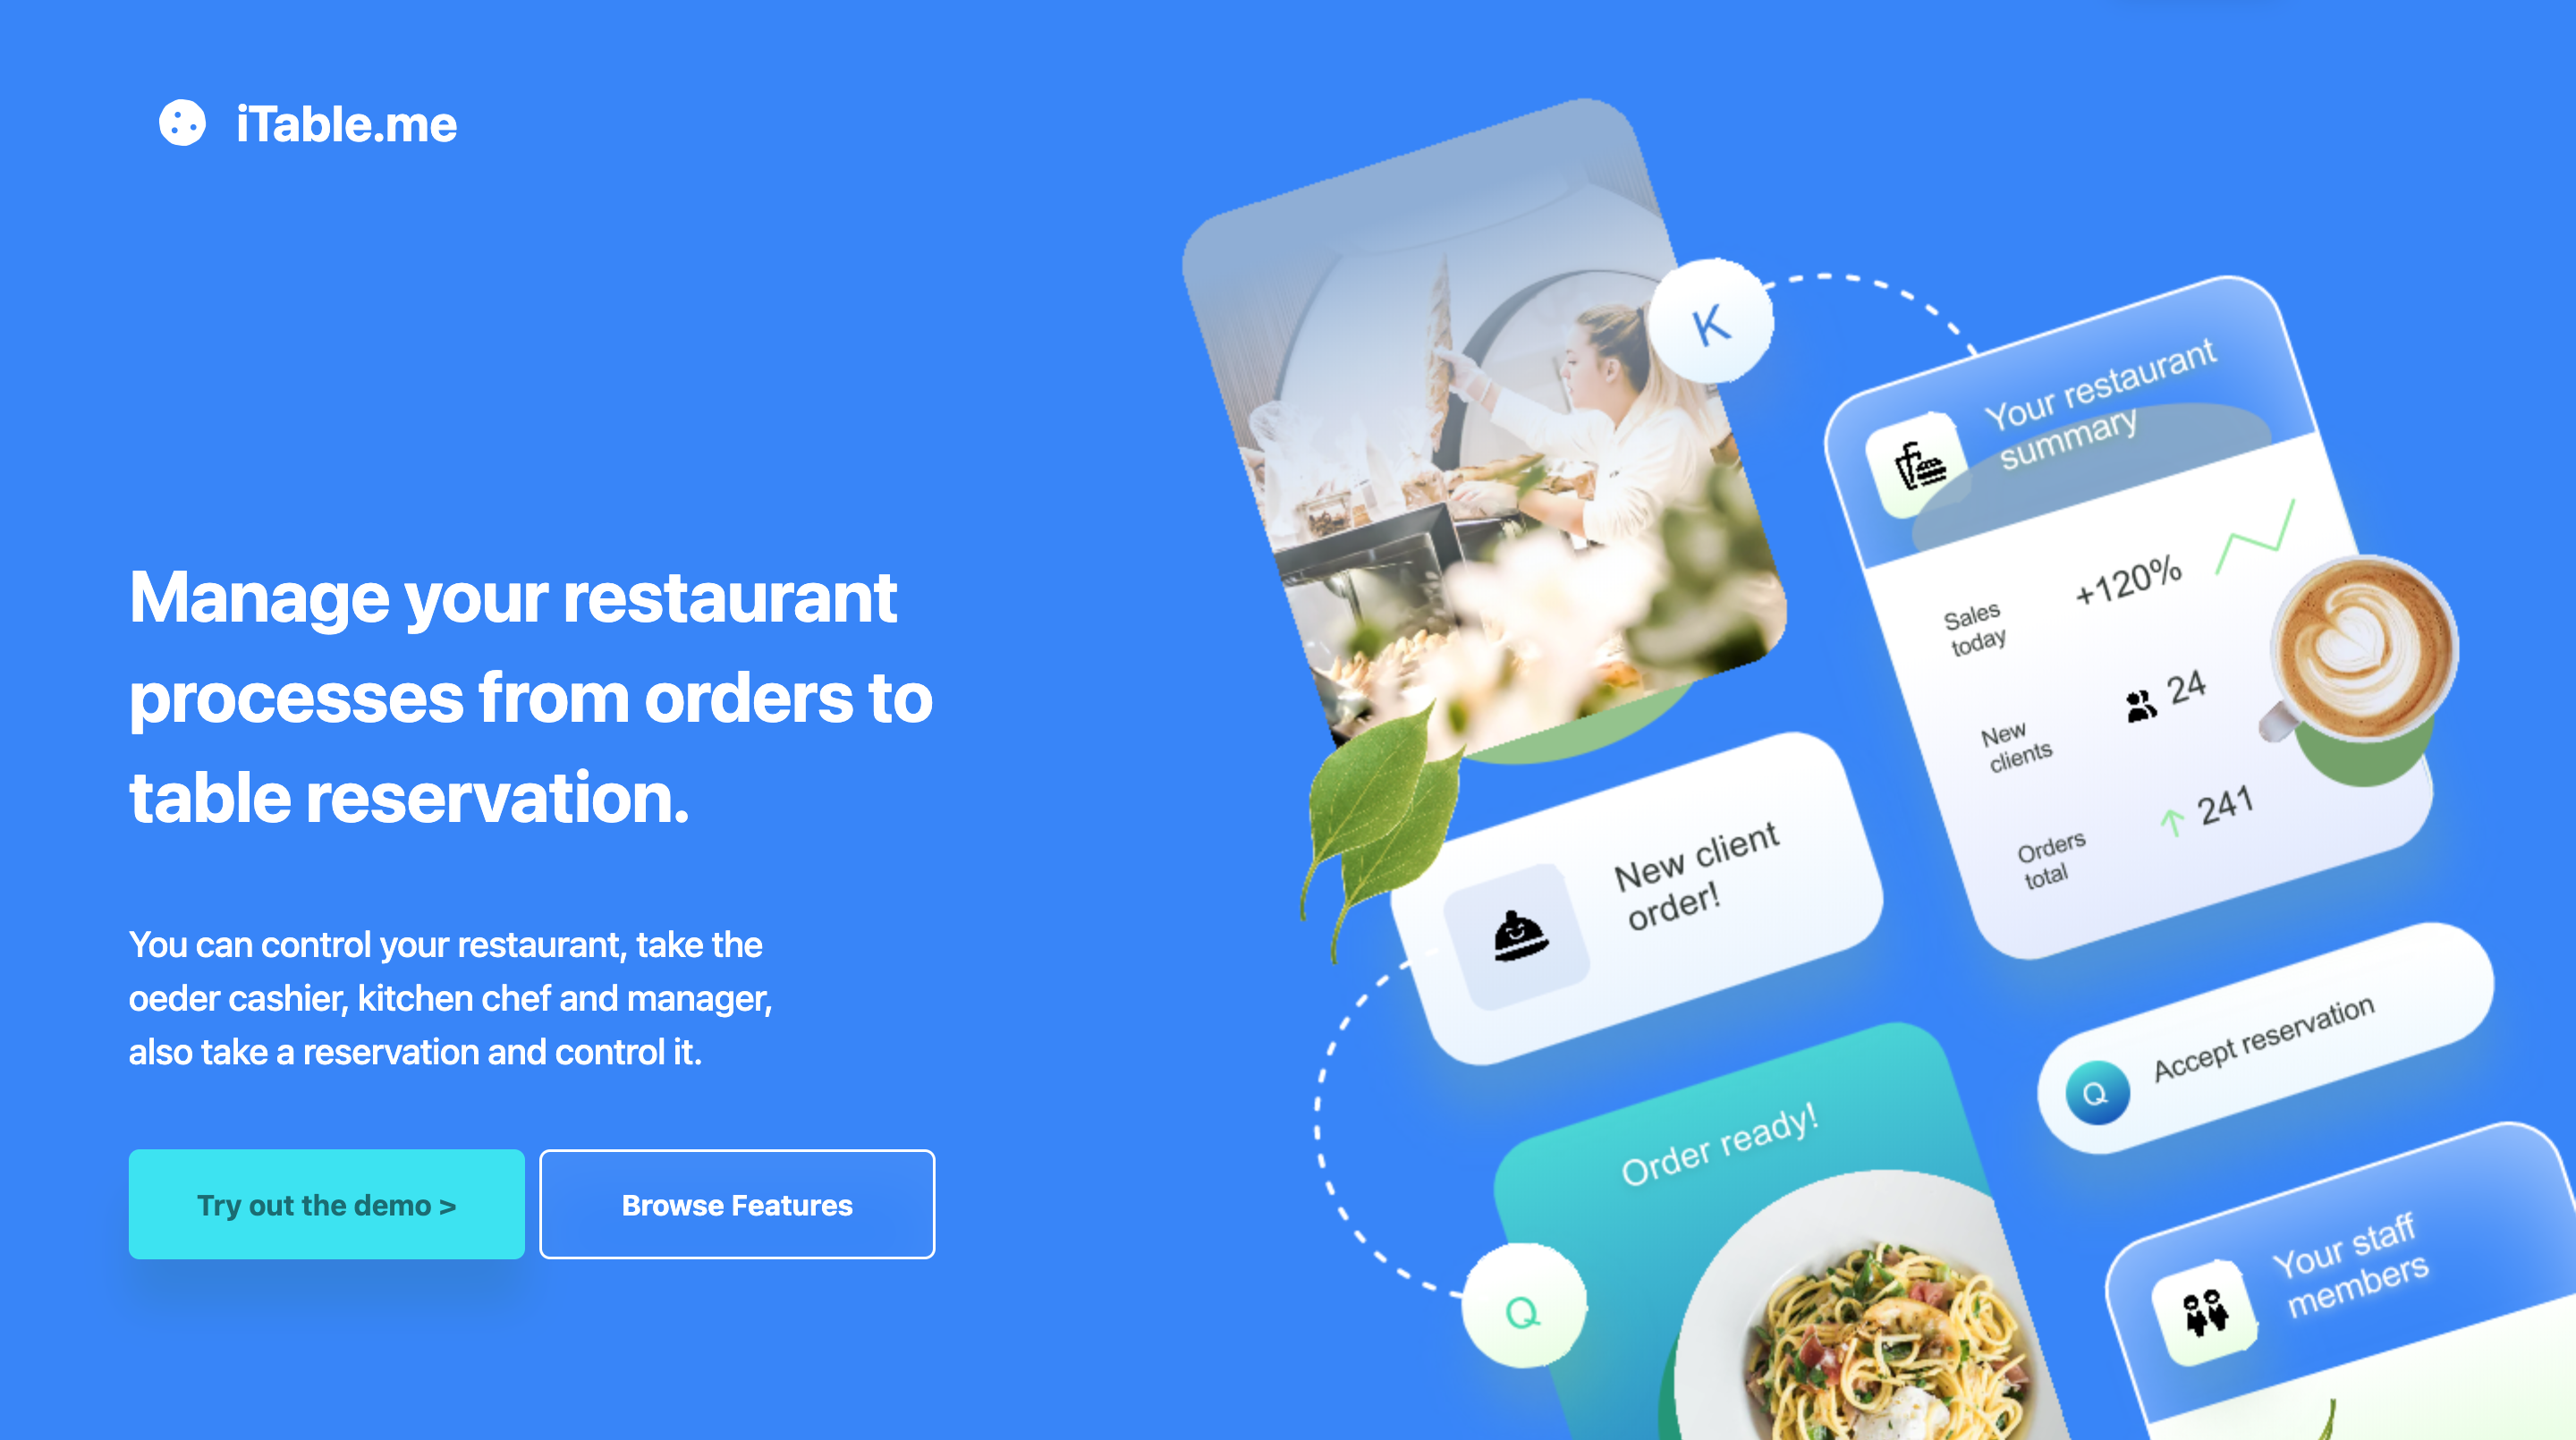 iTable.me
Manage your restaurant
processes from orders to
table reservation.
You can control your restaurant, take the
oeder cashier, kitchen chef and manager,
also take a reservation and control it.
Try out the demo >
Browse Features
K
Your restaurant
summary
Sales
today
+120%
New
clients
24
Orders
total
241
New client
order!
Accept reservation
Q
Order ready!
Q
Your staff
members